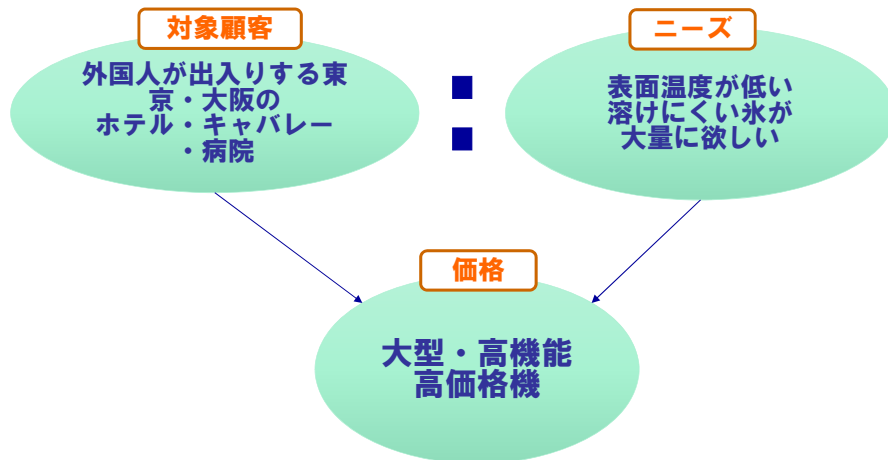 対象顧客
外国人が出入りする東
京・大阪の
ホテル・キャバレー
・病院
ニーズ
表面温度が低い
溶けにくい氷が
大量に欲しい
価格
大型・高機能
高価格機